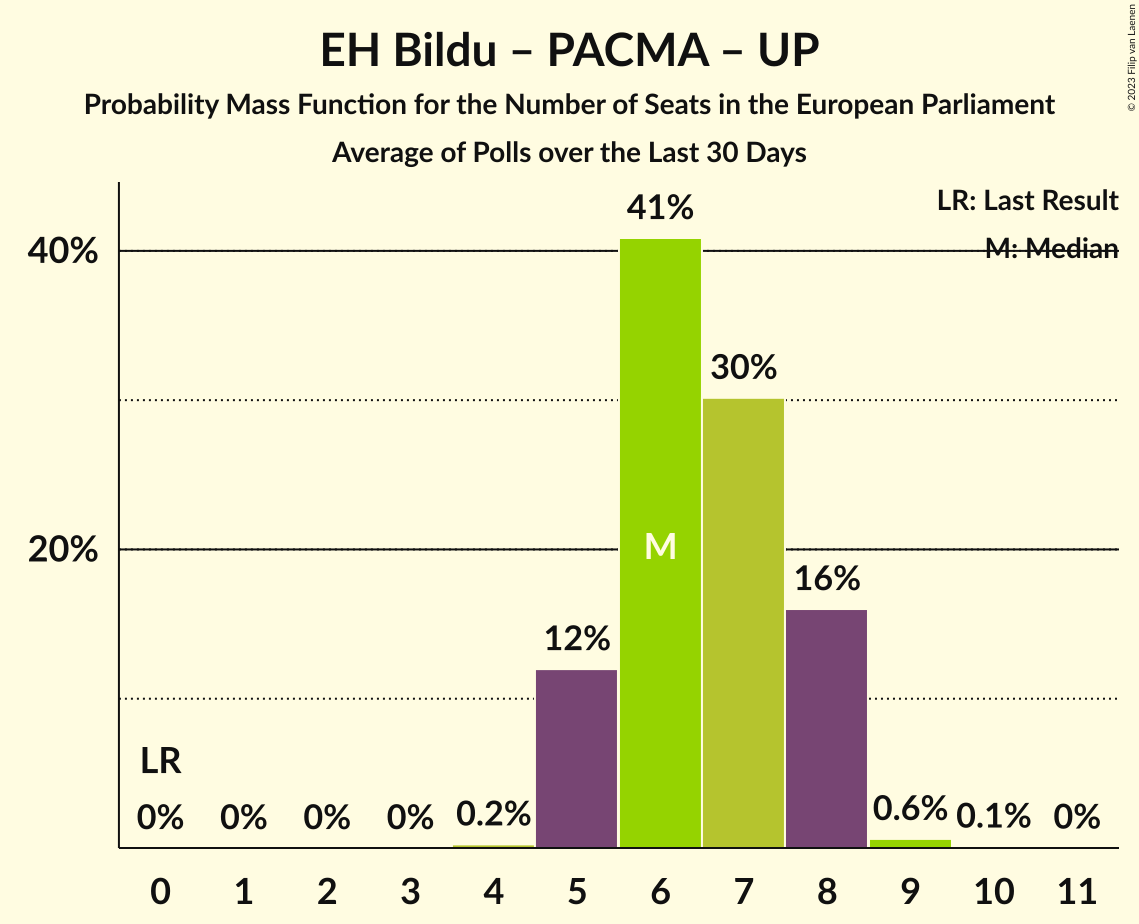 EH Bildu – PACMA – UP
Probability Mass Function for the Number of Seats in the European Parliament
Average of Polls over the Last 30 Days
© 2023 Filip van Laenen
LR: Last Result
M: Median
41%
40%
30%
M
20%
16%
12%
LR
0% 0% 0% 0% 0.2% 0.6% 0.1% 0%
0 1 2 3 4 5 6 7 8 9 10 11